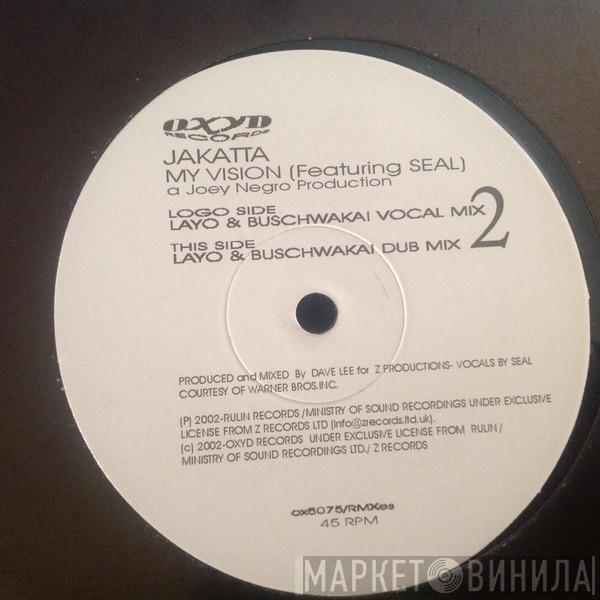 OXYD
RECORDS
JAKATTA
MY VISION (Featuring SEAL)
a Joey Negro Production
LOGO SIDE
LAYO & BUSCHWAKAI VOCAL MIX
2
THIS SIDE
LAYO & BUSCHWAKAI DUB MIX
PRODUCED and MIXED By DAVE LEE for Z PRODUCTIONS- VOCALS BY SEAL
COURTESY OF WARNER BROS.INC.
(P) 2002-RULIN RECORDS /MINISTRY OF SOUND RECORDINGS UNDER EXCLUSIVE
LICENSE FROM Z RECORDS LTD (info@zrecords.ltd.uk).
(c) 2002-OXYD RECORDS UNDER EXCLUSIVE LICENSE FROM RULIN /
MINISTRY OF SOUND RECORDINGS LTD./ Z RECORDS
ox5075/RMXes
45 RPM
МАРКЕТ ВИНИЛА